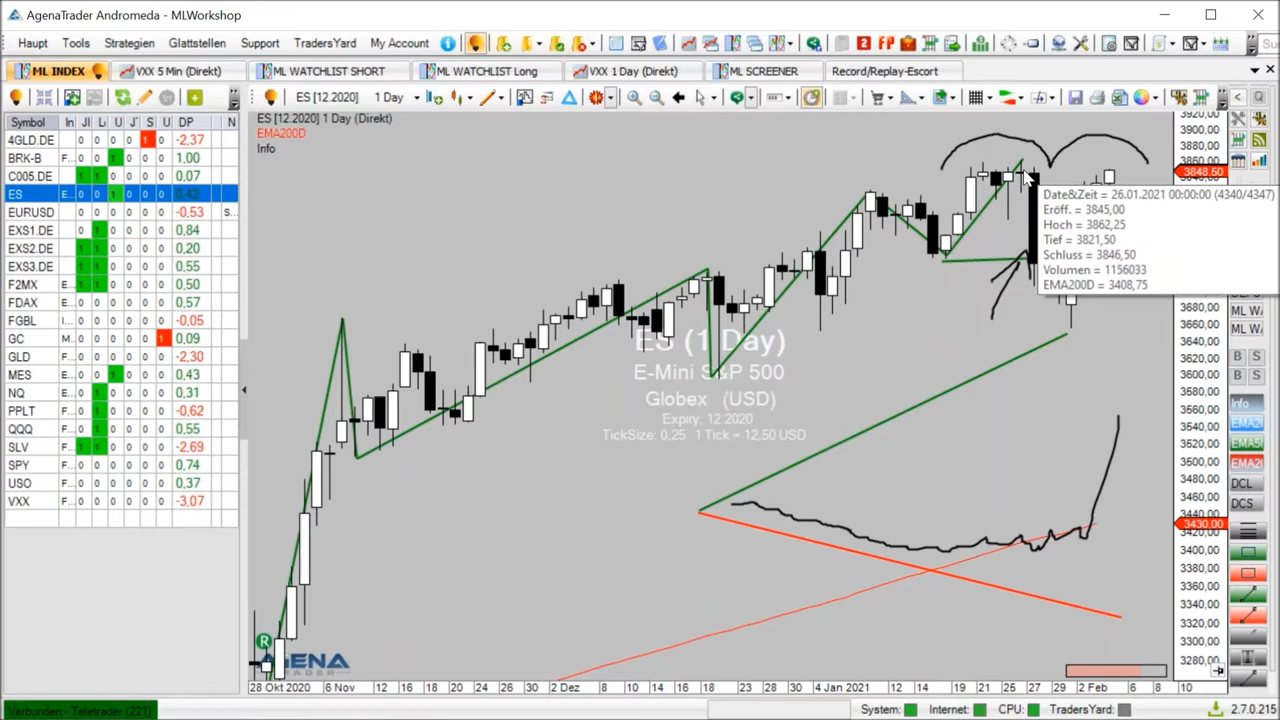 AgenaTrader Andromeda - MLWorkshop
Haupt Tools Strategien Glattstellen Support TradersYard My Account
ML INDEX VXX 5 Min (Direkt) ML WATCHLIST SHORT ML WATCHLIST Long VXX 1 Day (Direkt) ML SCREENER Record/Replay-Escort
ES [12.2020] 1 Day
Symbol In U S U DP N
4GLD.DE 0 0 0 0 1 0 -2,37
BRK-B F... 0 0 1 0 0 0 1,00
C005.DE 1 1 0 0 0 0 0,07
ES E... 0 0 1 0 0 0 0,42
EURUSD 0 0 0 0 0 0 -0,53 S...
EXS1.DE 0 1 0 0 0 0 0,84
EXS2.DE 1 1 0 0 0 0 0,20
EXS3.DE 1 1 0 0 0 0 0,55
F2MX E... 1 1 0 0 0 0 0,50
FDAX E... 0 0 0 0 0 0 0,57
FGBL I... 0 0 0 0 0 0 -0,05
GC M... 0 0 0 0 0 1 0,09
GLD F... 0 0 0 0 0 0 -2,30
MES E... 0 0 1 0 0 0 0,43
NQ E... 0 1 0 0 0 0 0,31
PPLT F... 0 1 0 0 0 0 -0,62
QQQ F... 0 1 0 0 0 0 0,55
SLV F... 1 1 0 0 0 0 -2,69
SPY F... 0 0 0 0 0 0 0,74
USO F... 0 0 0 0 0 0 0,37
VXX F... 0 0 0 0 0 0 -3,07
ES [12.2020] 1 Day (Direkt)
EMA200D
Info
Date&Zeit = 26.01.2021 00:00:00 (4340/4347)
Eröff. = 3845,00
Hoch = 3862,25
Tief = 3821,50
Schluss = 3846,50
Volumen = 1156033
EMA200D = 3408,75
ES (1 Day)
E-Mini S&P 500
Globex (USD)
Expiry: 12.2020
TickSize: 0,25 1 Tick = 12,50 USD
R
AGENA
TRADER
3920,00
3900,00
3880,00
3860,00
3848,50
3680,00
3660,00
3640,00
3620,00
3600,00
3580,00
3560,00
3540,00
3520,00
3500,00
3480,00
3460,00
3440,00
3430,00
3400,00
3380,00
3360,00
3340,00
3320,00
3300,00
3280,00
ML
ML
B S
B S
Info
DCL
DCS
28 Okt 2020 6 Nov 12 16 18 20 24 26 30 2 Dez 8 10 14 16 18 23 28 30 4 Jan 2021 8 12 14 19 21 25 27 29 2 Feb 6 8 10
Verbunden - Teletrader (221) System: Internet: CPU: TradersYard: 2.7.0.215